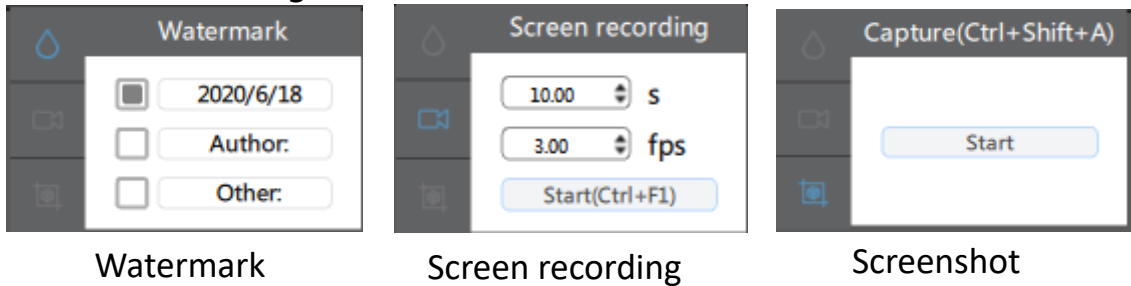 Watermark
2020/6/18
Author:
Other:
Watermark
Screen recording
10.00 s
3.00 fps
Start(Ctrl+F1)
Screen recording
Capture(Ctrl+Shift+A)
Start
Screenshot